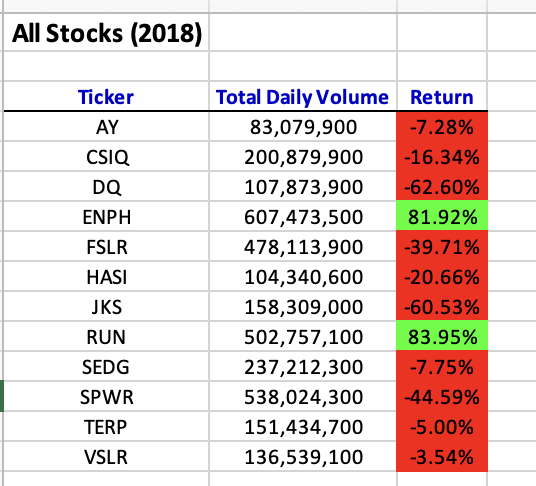 All Stocks (2018)
Ticker Total Daily Volume Return
AY 83,079,900 -7.28%
CSIQ 200,879,900 -16.34%
DQ 107,873,900 -62.60%
ENPH 607,473,500 81.92%
FSLR 478,113,900 -39.71%
HASI 104,340,600 -20.66%
JKS 158,309,000 -60.53%
RUN 502,757,100 83.95%
SEDG 237,212,300 -7.75%
SPWR 538,024,300 -44.59%
TERP 151,434,700 -5.00%
VSLR 136,539,100 -3.54%